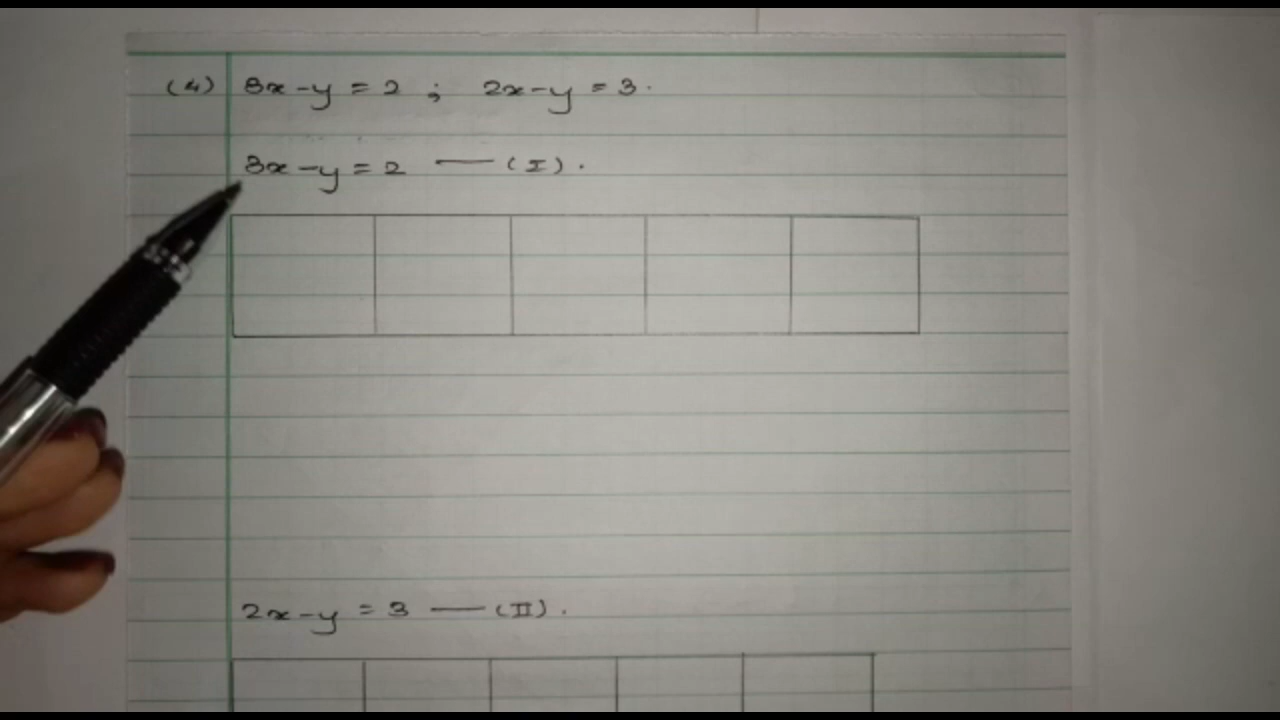 (4) 3x-y = 2 ; 2x-y = 3.
3x-y = 2 — (I).
2x-y = 3 — (II).